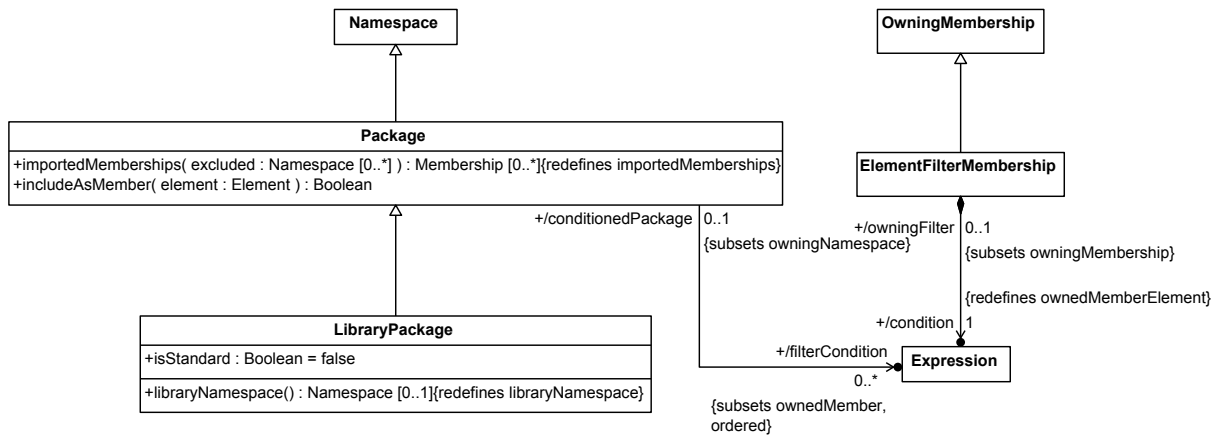 Namespace
OwningMembership
Package
+importedMemberships( excluded : Namespace [0..*] ) : Membership [0..*]{redefines importedMemberships}
+includeAsMember( element : Element ) : Boolean
ElementFilterMembership
+/conditionedPackage
0..1
{subsets owningNamespace}
+/owningFilter
0..1
{subsets owningMembership}
{redefines ownedMemberElement}
+/condition
1
LibraryPackage
+isStandard : Boolean = false
+libraryNamespace() : Namespace [0..1]{redefines libraryNamespace}
+/filterCondition
0..*
{subsets ownedMember,
ordered}
Expression